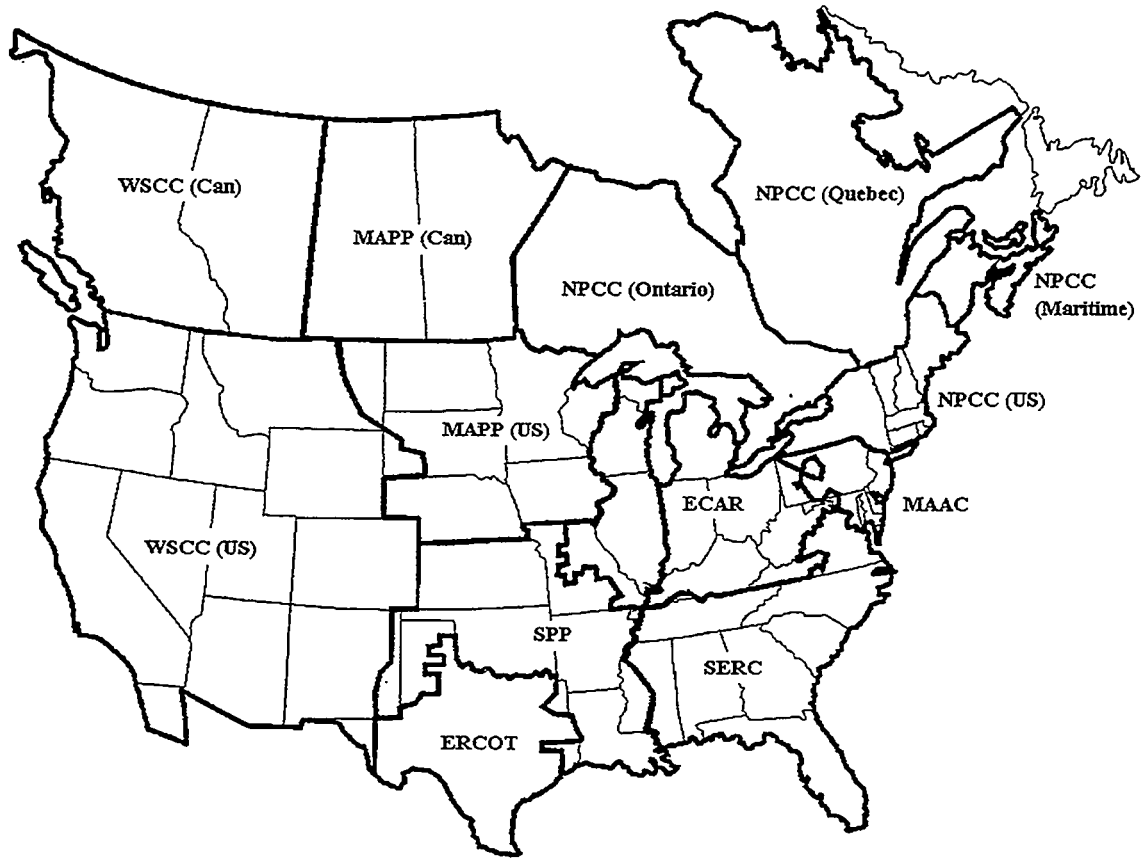 WSCC (Can)
NPCC (Quebec)
MAPP (Can)
NPCC (Ontario)
NPCC
(Maritime)
NPCC (US)
MAPP (US)
ECAR
MAAC
WSCC (US)
SPP
SERC
ERCOT